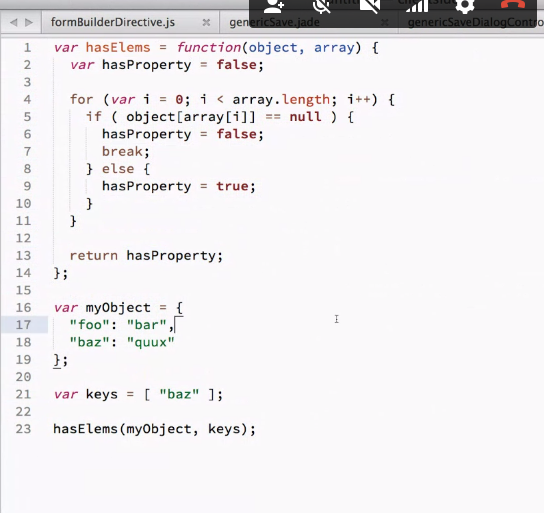 formBuilderDirective.js
genericSave.jade
genericSaveDialogContro
1 var hasElems = function(object, array) {
2 var hasProperty = false;
3
4 for (var i = 0; i < array.length; i++) {
5 if ( object[array[i]] == null ) {
6 hasProperty = false;
7 break;
8 } else {
9 hasProperty = true;
10 }
11 }
12
13 return hasProperty;
14 };
15
16 var myObject = {
17 "foo": "bar",
18 "baz": "quux"
19 };
20
21 var keys = [ "baz" ];
22
23 hasElems(myObject, keys);